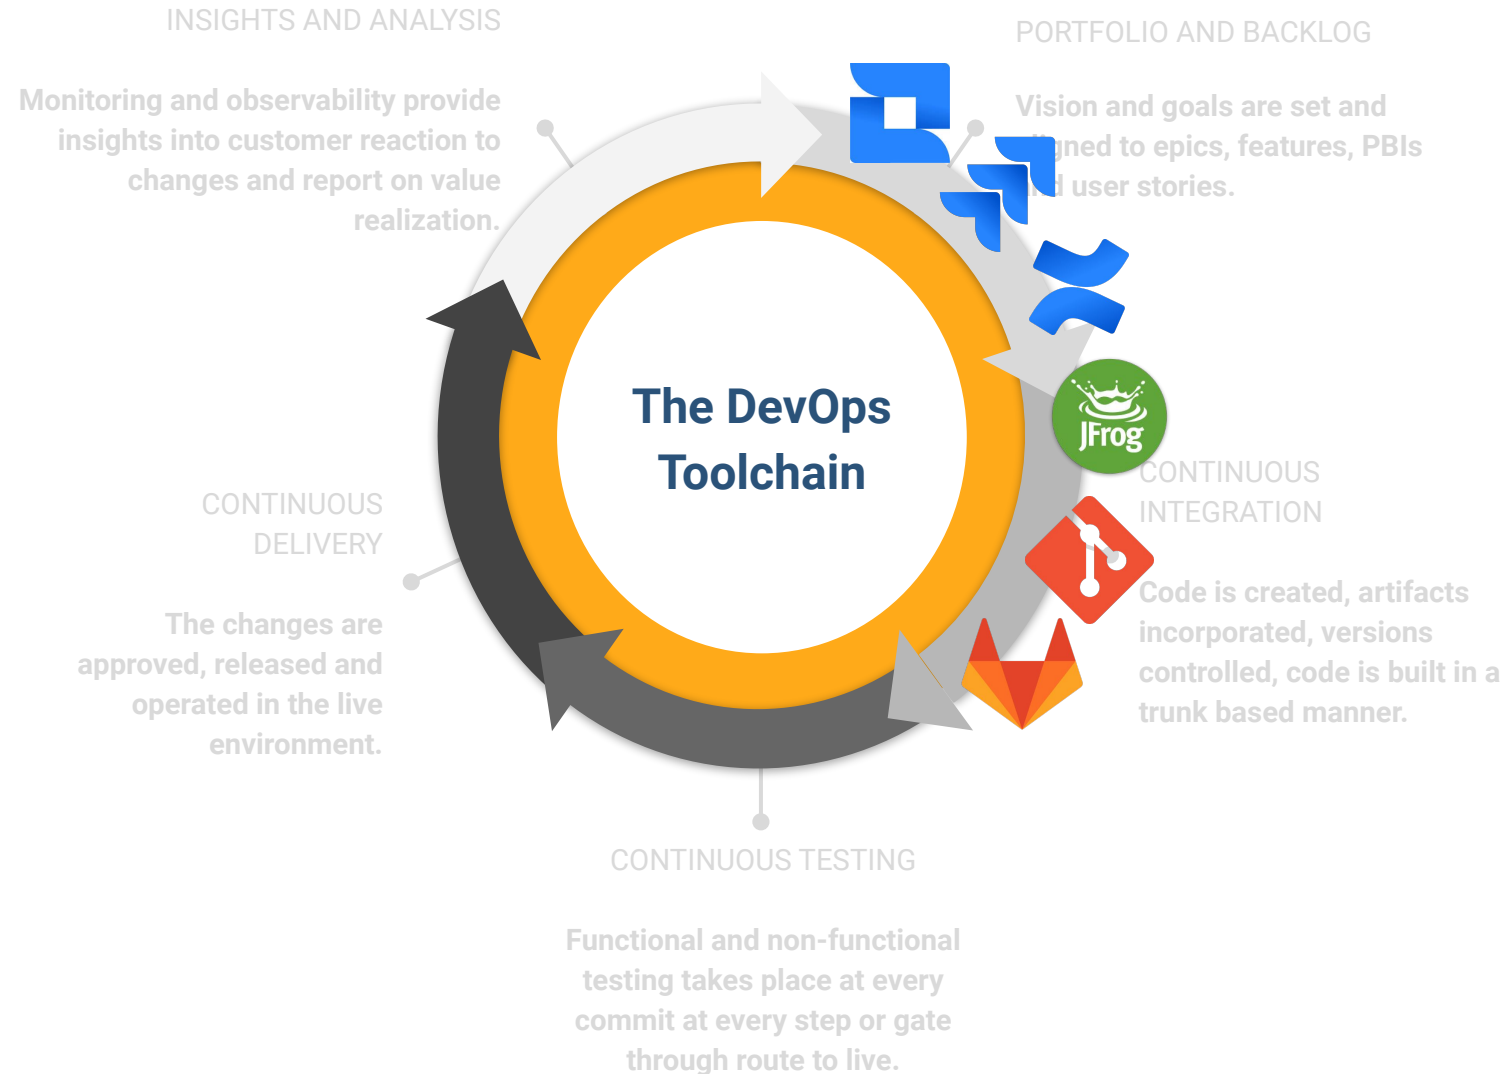 INSIGHTS AND ANALYSIS
Monitoring and observability provide
insights into customer reaction to
changes and report on value
realization.
PORTFOLIO AND BACKLOG
Vision and goals are set and
to epics, features, PBIs
user stories.
The DevOps
Toolchain
JFrog
CONTINUOUS
INTEGRATION
Code is created, artifacts
incorporated, versions
controlled, code is built in a
trunk based manner.
CONTINUOUS
DELIVERY
The changes are
approved, released and
operated in the live
environment.
CONTINUOUS TESTING
Functional and non-functional
testing takes place at every
commit at every step or gate
through route to live.